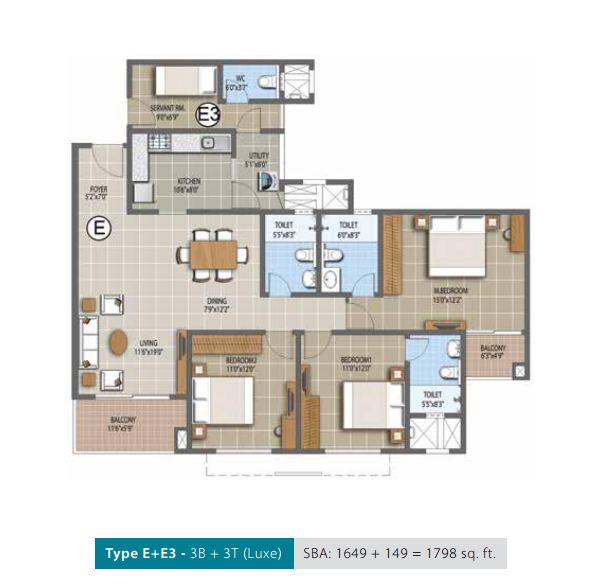 WC
6'0"x3'7"
SERVANT RM.
9'0"x6'9"
E3
KITCHEN
10'6"x8'0"
UTILITY
5'1"x6'0"
FOYER
5'2"x7'0"
E
TOILET
5'5"x8'3"
TOILET
6'0"x8'3"
M.BEDROOM
15'0"x12'2"
DINING
7'9"x12'2"
LIVING
11'6"x19'0"
BEDROOM2
11'0"x12'0"
BEDROOM1
11'0"x12'0"
BALCONY
6'3"x4'9"
TOILET
5'5"x8'3"
BALCONY
11'6"x5'9"
Type E+E3 - 3B + 3T (Luxe)
SBA: 1649 + 149 = 1798 sq. ft.